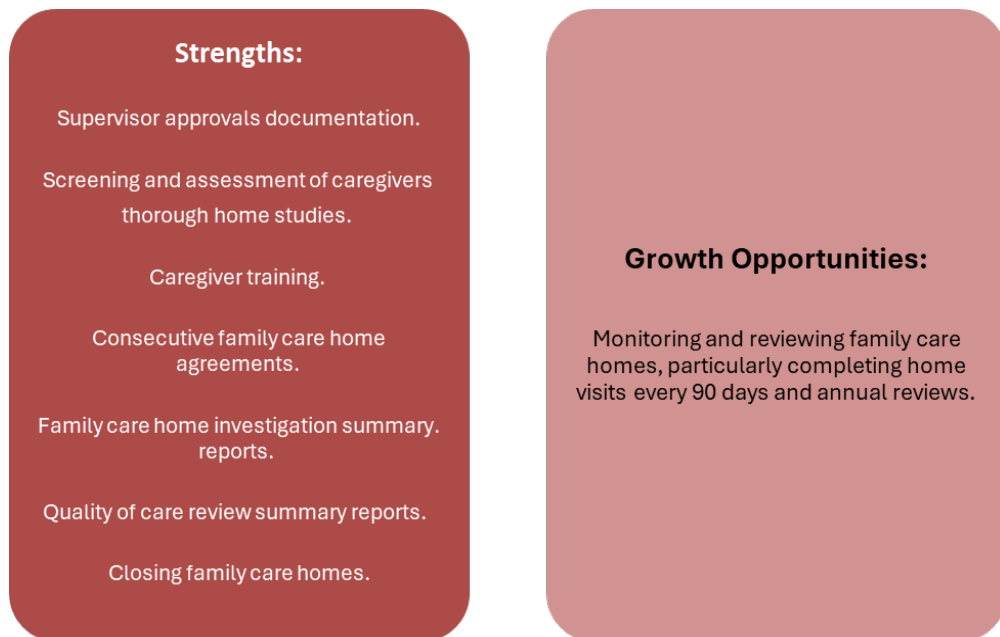 Strengths:
Supervisor approvals documentation.
Screening and assessment of caregivers
thorough home studies.
Caregiver training.
Consecutive family care home
agreements.
Family care home investigation summary.
reports.
Quality of care review summary reports.
Closing family care homes.
Growth Opportunities:
Monitoring and reviewing family care
homes, particularly completing home
visits every 90 days and annual reviews.